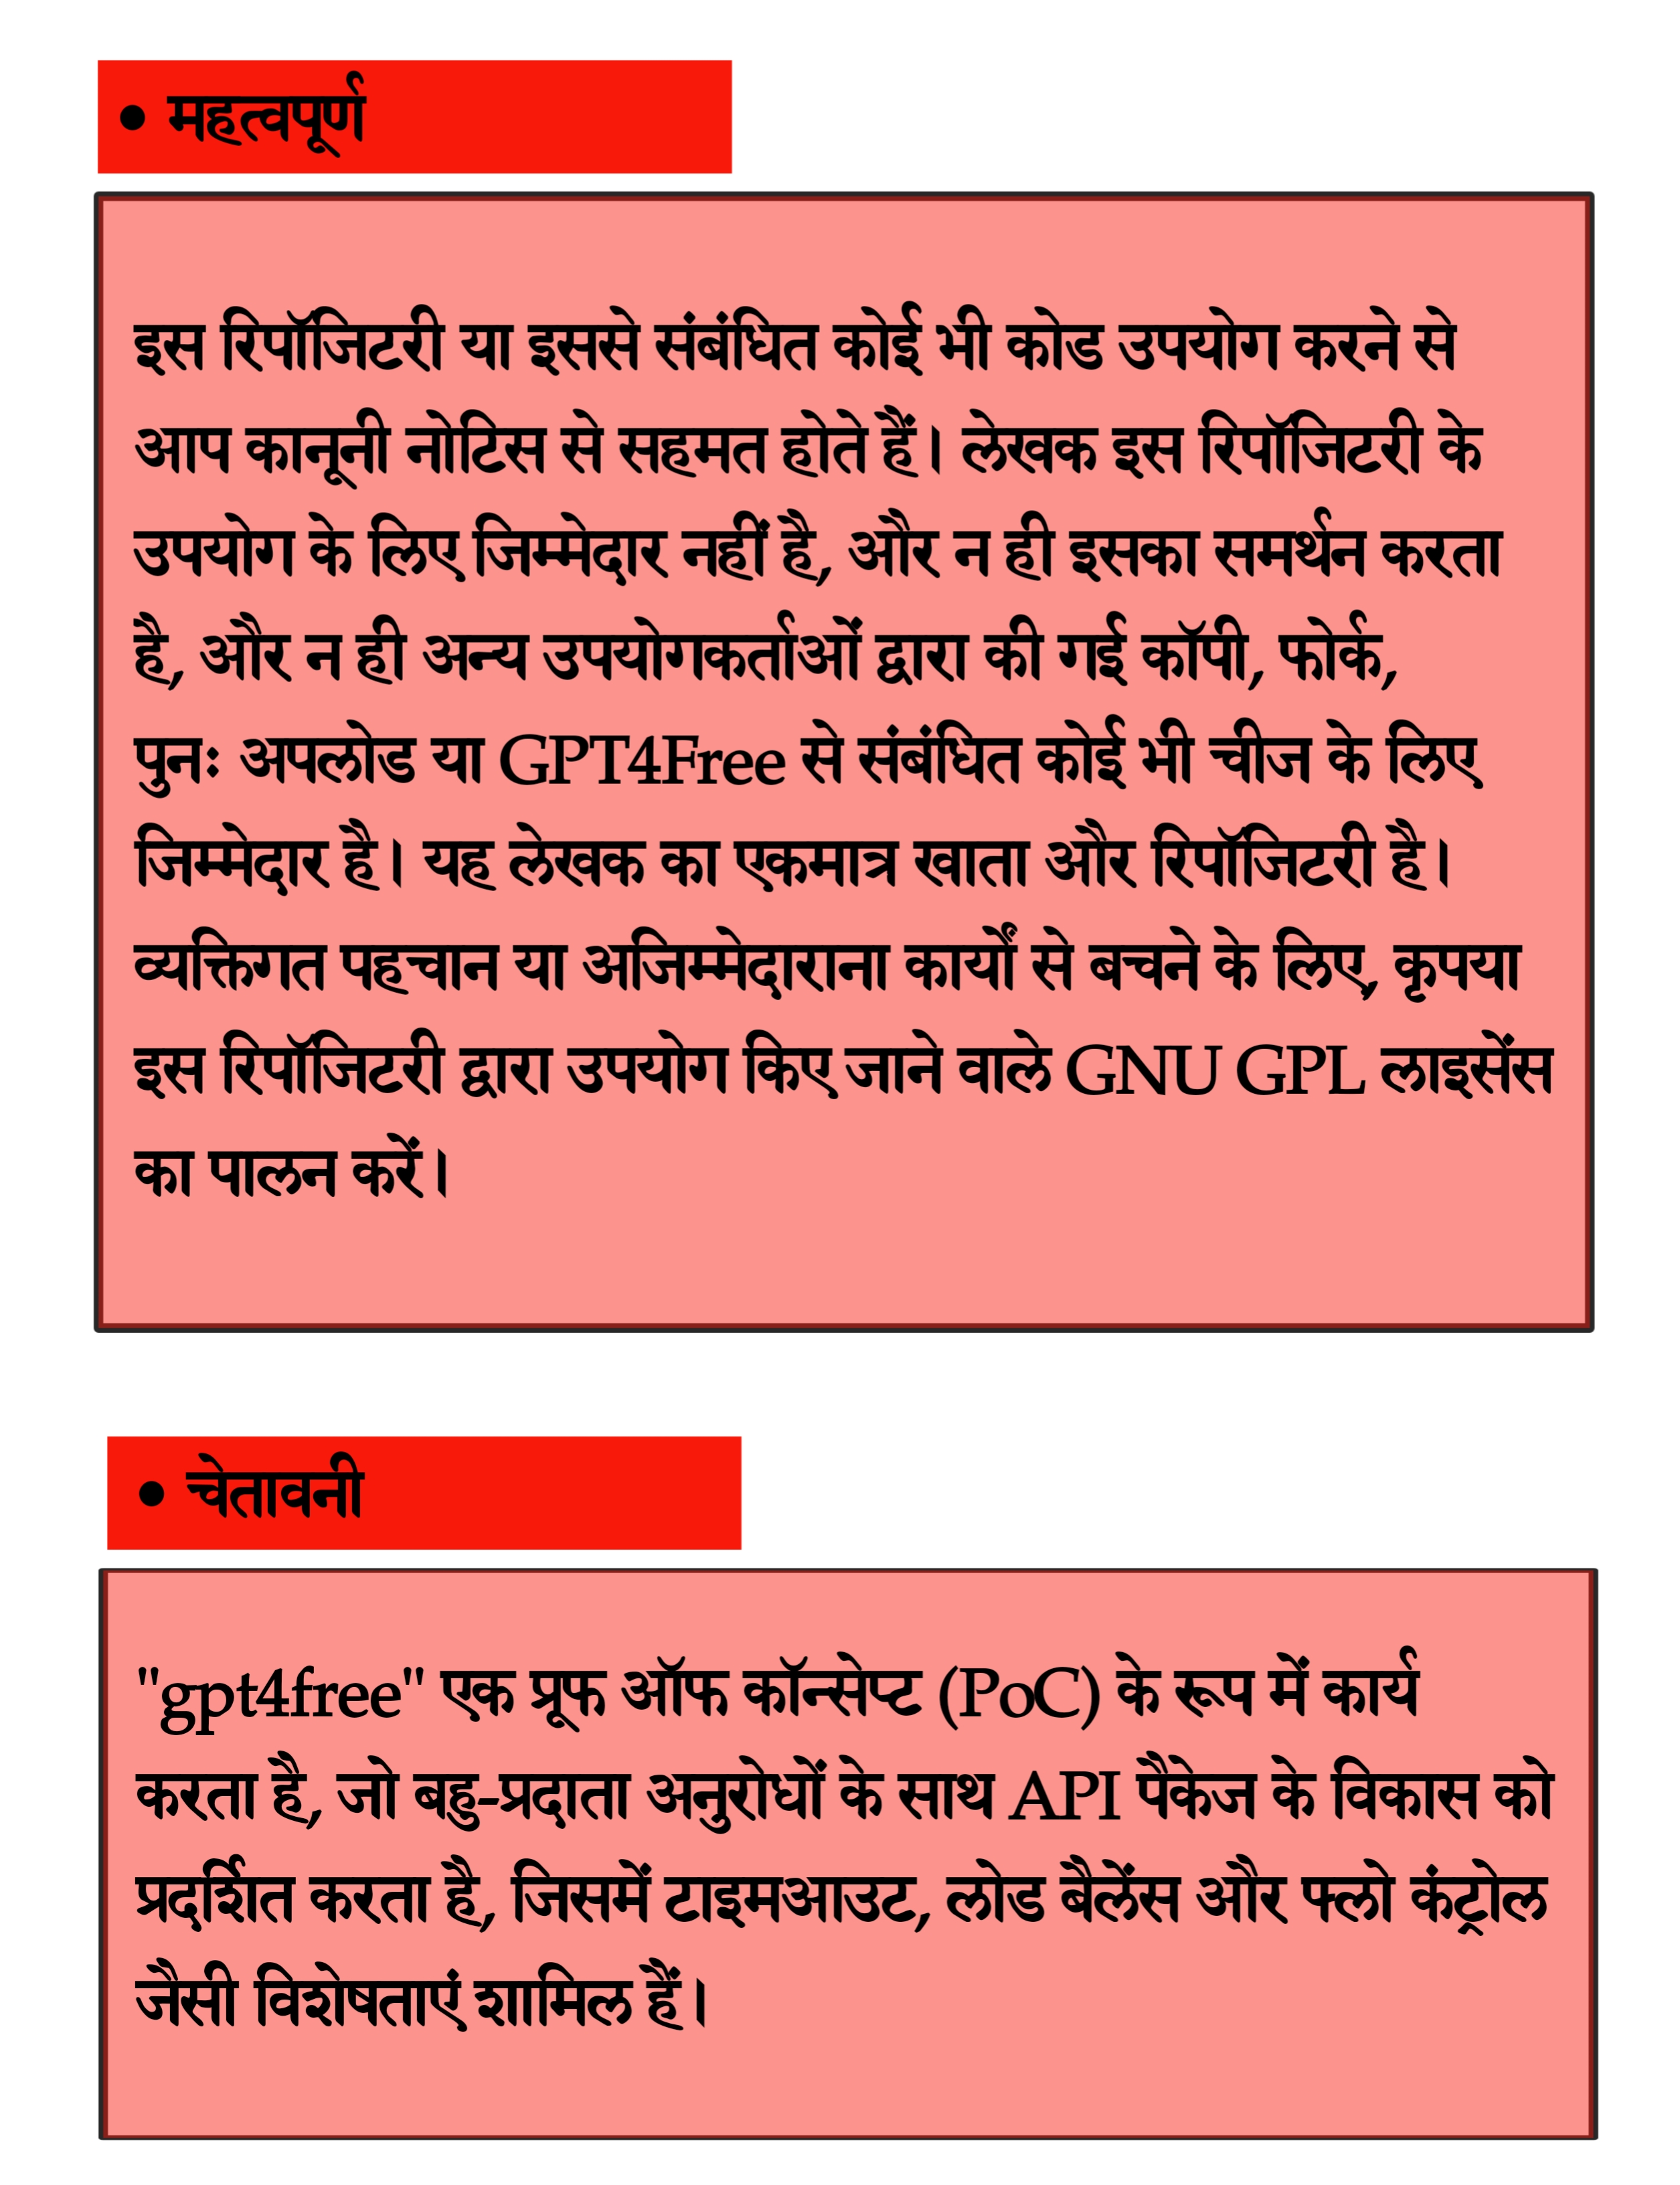 • महत्वपूर्ण
इस रिपॉजिटरी या इससे संबंधित कोई भी कोड उपयोग करने से
आप कानूनी नोटिस से सहमत होते हैं। लेखक इस रिपॉजिटरी के
उपयोग के लिए जिम्मेदार नहीं है, और न ही इसका समर्थन करता
है, और न ही अन्य उपयोगकर्ताओं द्वारा की गई कॉपी, फोर्क,
पुनः अपलोड या GPT4Free से संबंधित कोई भी चीज के लिए
जिम्मेदार है। यह लेखक का एकमात्र खाता और रिपॉजिटरी है।
व्यक्तिगत पहचान या अजिम्मेदाराना कार्यों से बचने के लिए, कृपया
इस रिपॉजिटरी द्वारा उपयोग किए जाने वाले GNU GPL लाइसेंस
का पालन करें।
• चेतावनी
"gpt4free" एक प्रूफ ऑफ कॉन्सेप्ट (PoC) के रूप में कार्य
करता है, जो बहु-प्रदाता अनुरोधों के साथ API पैकेज के विकास को
प्रदर्शित करता है, जिसमें टाइमआउट, लोड बैलेंस और फ्लो कंट्रोल
जैसी विशेषताएं शामिल हैं।